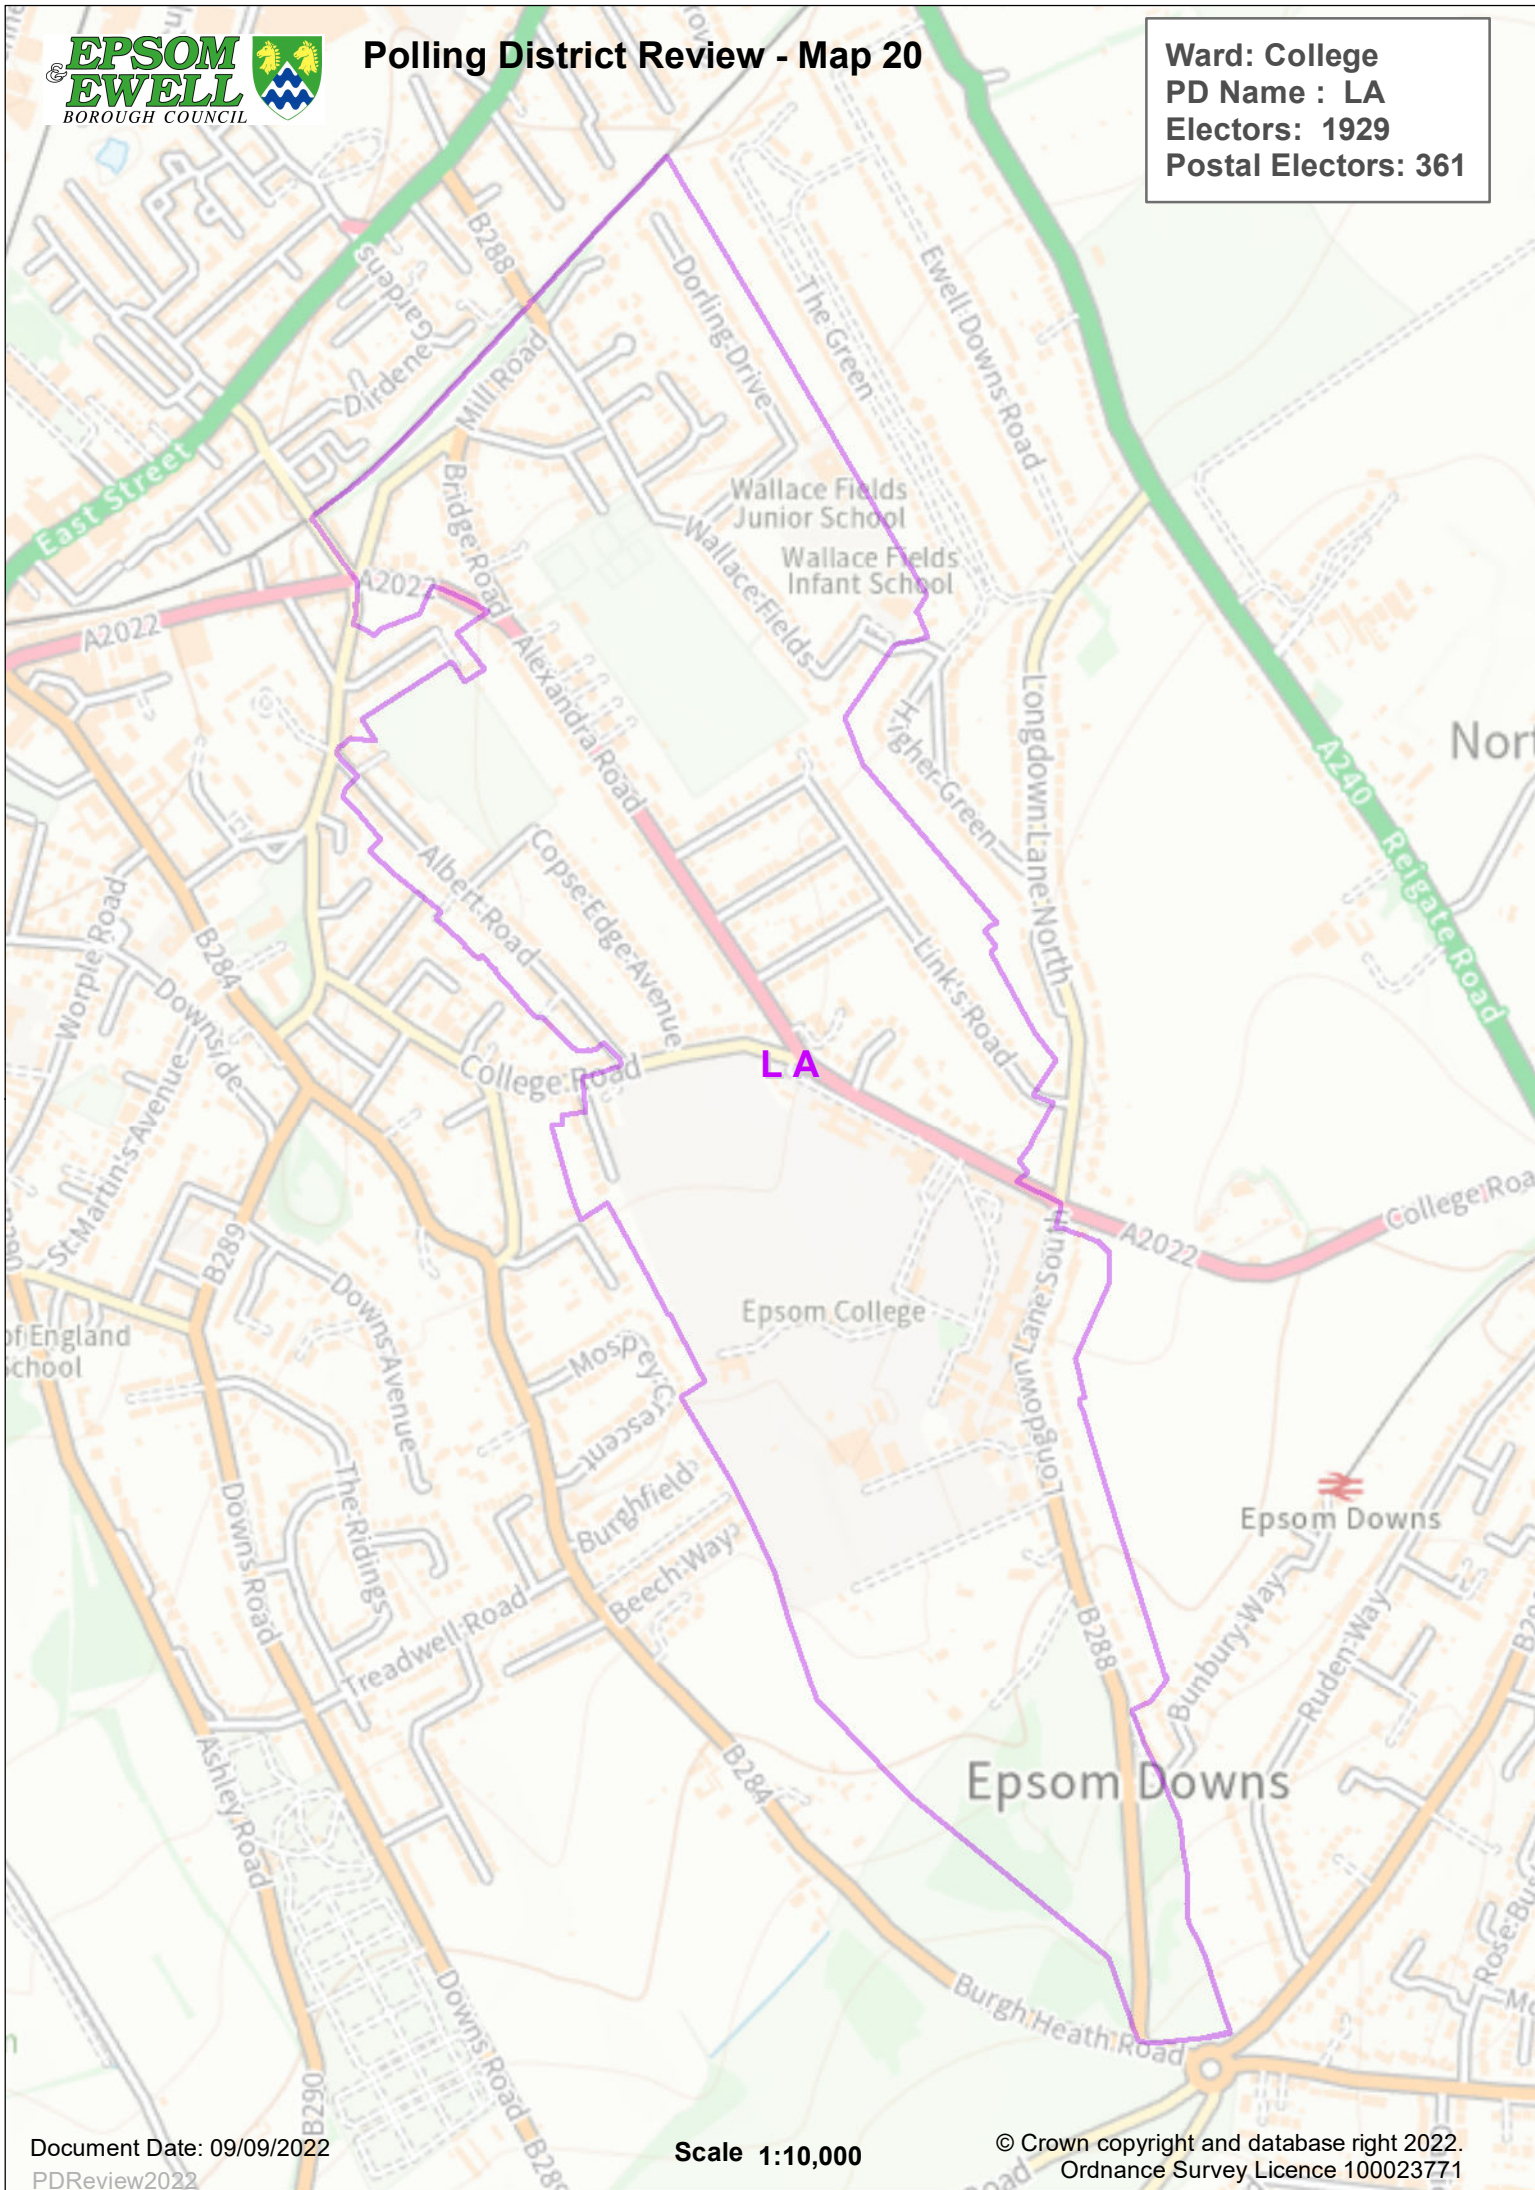 EPSOM
& EWELL
BOROUGH COUNCIL
Polling District Review - Map 20
Ward: College
PD Name : LA
Electors: 1929
Postal Electors: 361
B288
Gardens
Dirdene
Mill Road
Dorling Drive
The Green
Ewell Downs Road
East Street
Bridge Road
Wallace Fields
Junior School
Wallace Fields
Infant School
Wallace Fields
A2022
A2022
Alexandra Road
Higher Green
Longdown Lane North
Nort
A240
Reigate Road
Albert Road
Copse Edge Avenue
Link's Road
Worple Road
B284
Downside
College Road
L A
St Martin's Avenue
B290
B289
Downs Avenue
A2022
College Roa
Longdown Lane South
Epsom College
of England
School
Mospey Crescent
Burghfield
Beech Way
The Ridings
Downs Road
Treadwell Road
Epsom Downs
B288
Bunbury Way
Ruden Way
B29
Ashley Road
B284
Epsom Downs
Rose Bus
Downs Road
Burgh Heath Road
B290
B289
Road
Document Date: 09/09/2022
PDReview2022
Scale 1:10,000
© Crown copyright and database right 2022.
Ordnance Survey Licence 100023771